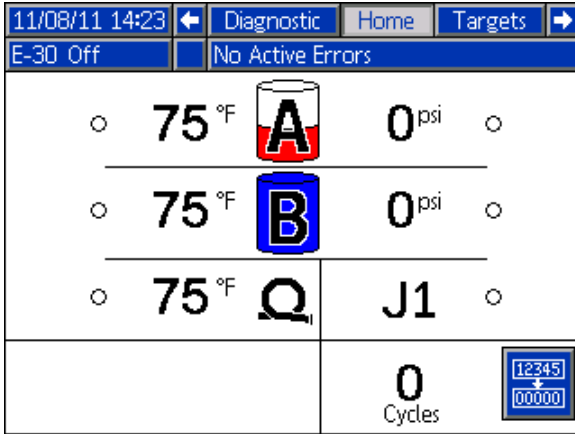 11/08/11 14:23 Diagnostic Home Targets
E-30 Off No Active Errors
75 °F A 0 psi
75 °F B 0 psi
75 °F J1
0
Cycles
12345
00000